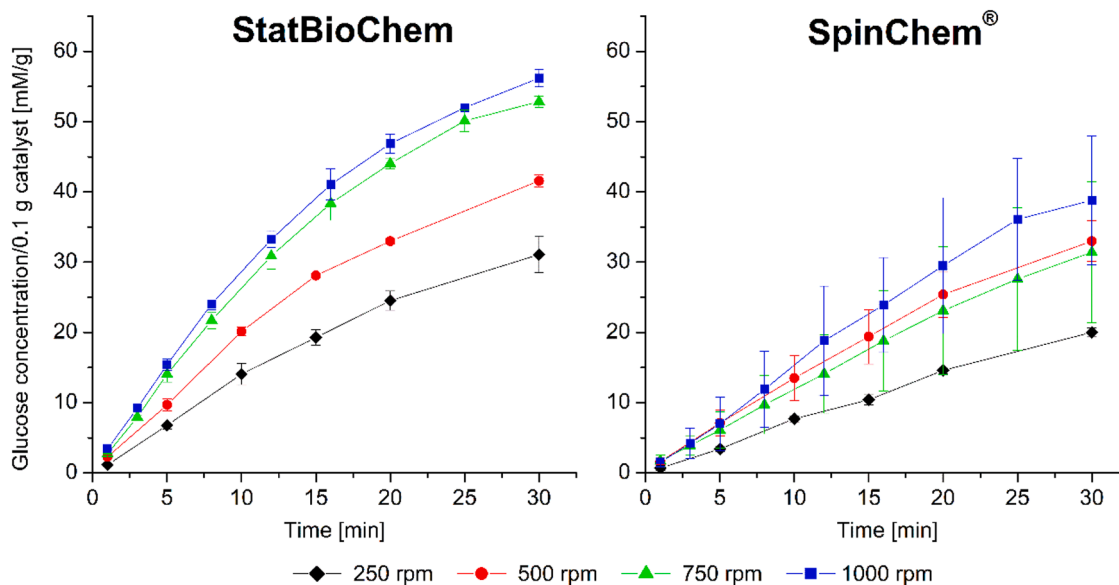 StatBioChem
SpinChem®
Glucose concentration/0.1 g catalyst [mM/g]
60
50
40
30
20
10
0
0 5 10 15 20 25 30
Time [min]
60
50
40
30
20
10
0
0 5 10 15 20 25 30
Time [min]
250 rpm 500 rpm 750 rpm 1000 rpm